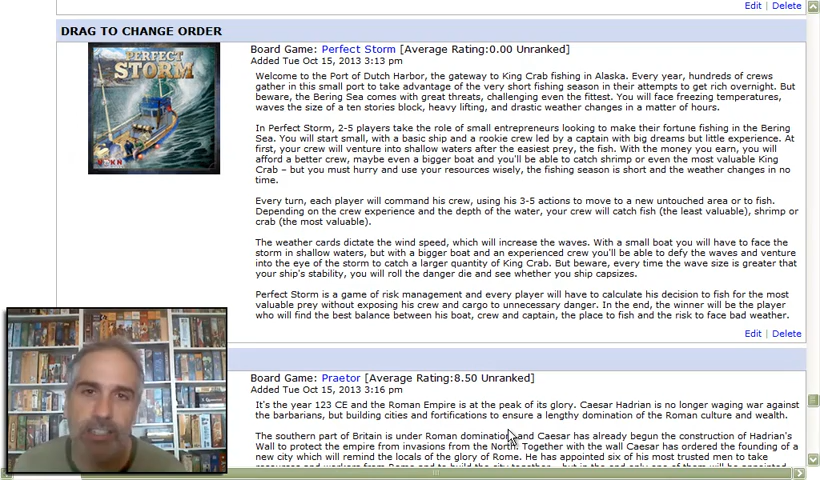 Edit | Delete
DRAG TO CHANGE ORDER
PERFECT
STORM
Board Game: Perfect Storm [Average Rating:0.00 Unranked]
Added Tue Oct 15, 2013 3:13 pm
Welcome to the Port of Dutch Harbor, the gateway to King Crab fishing in Alaska. Every year, hundreds of crews
gather in this small port to take advantage of the very short fishing season in their attempts to get rich overnight. But
beware, the Bering Sea comes with great threats, challenging even the fittest. You will face freezing temperatures,
waves the size of a ten stories block, heavy lifting, and drastic weather changes in a matter of hours.
In Perfect Storm, 2-5 players take the role of small entrepreneurs looking to make their fortune fishing in the Bering
Sea. You will start small, with a basic ship and a rookie crew led by a captain with big dreams but little experience. At
first, your crew will venture into shallow waters after the easiest prey, the fish. With the money you earn, you will
afford a better crew, maybe even a bigger boat and you'll be able to catch shrimp or even the most valuable King
Crab – but you must hurry and use your resources wisely, the fishing season is short and the weather changes in no
time.
Every turn, each player will command his crew, using his 3-5 actions to move to a new untouched area or to fish.
Depending on the crew experience and the depth of the water, your crew will catch fish (the least valuable), shrimp or
crab (the most valuable).
The weather cards dictate the wind speed, which will increase the waves. With a small boat you will have to face the
storm in shallow waters, but with a bigger boat and an experienced crew you'll be able to defy the waves and venture
into the eye of the storm to catch a larger quantity of King Crab. But beware, every time the wave size is greater that
your ship's stability, you will roll the danger die and see whether you ship capsizes.
Perfect Storm is a game of risk management and every player will have to calculate his decision to fish for the most
valuable prey without exposing his crew and cargo to unnecessary danger. In the end, the winner will be the player
who will find the best balance between his boat, crew and captain, the place to fish and the risk to face bad weather.
Edit | Delete
Board Game: Praetor [Average Rating:8.50 Unranked]
Added Tue Oct 15, 2013 3:16 pm
It's the year 123 CE and the Roman Empire is at the peak of its glory. Caesar Hadrian is no longer waging war against
the barbarians, but building cities and fortifications to ensure a lengthy domination of the Roman culture and wealth.
The southern part of Britain is under Roman domination and Caesar has already begun the construction of Hadrian's
Wall to protect the empire from invasions from the North. Together with the wall Caesar has ordered the founding of a
new city which will remind the locals of the glory of Rome. He has appointed six of his most trusted men to take